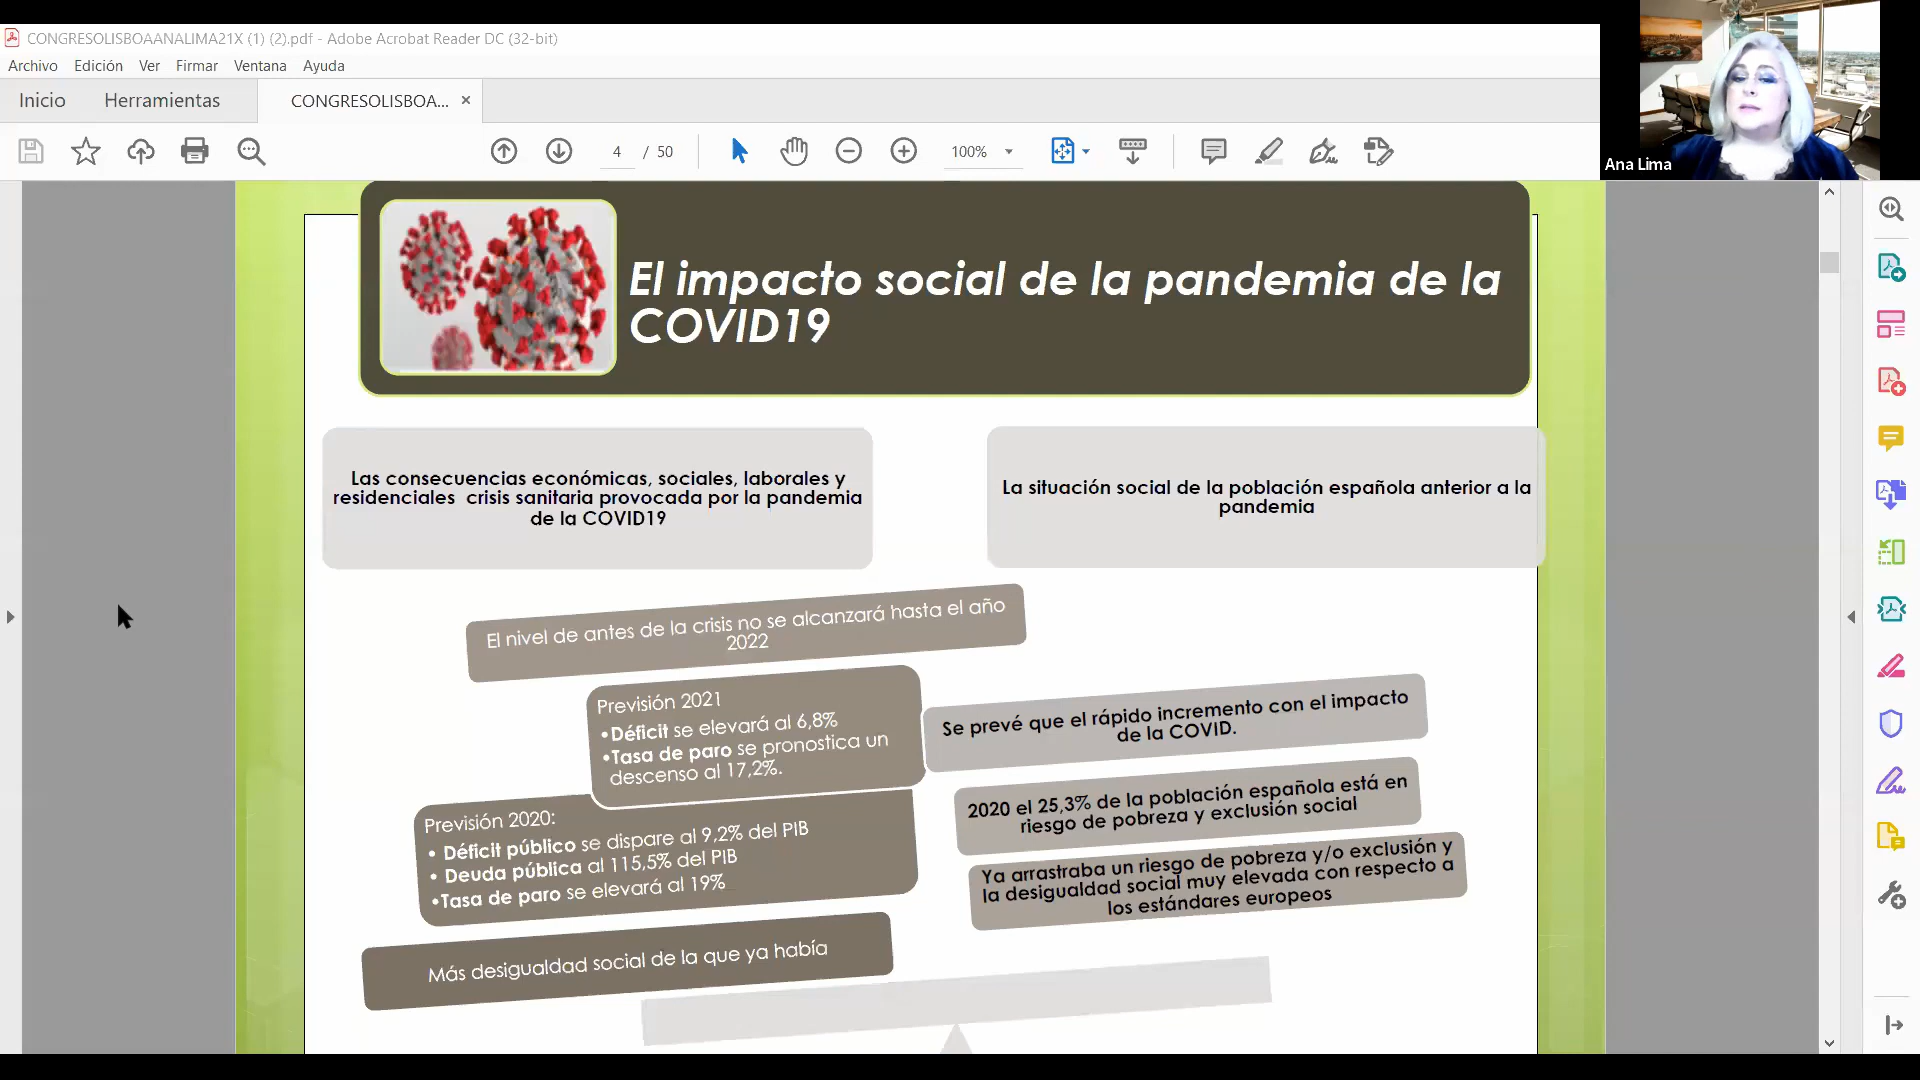 CONGRESOLISBOAANALIMA21X (1) (2).pdf - Adobe Acrobat Reader DC (32-bit)
Archivo Edición Ver Firmar Ventana Ayuda
Inicio Herramientas CONGRESOLISBOA... ×
4 / 50 100%
Ana Lima
El impacto social de la pandemia de la
COVID19
Las consecuencias económicas, sociales, laborales y
residenciales crisis sanitaria provocada por la pandemia
de la COVID19
La situación social de la población española anterior a la
pandemia
El nivel de antes de la crisis no se alcanzará hasta el año
2022
Previsión 2021
•Déficit se elevará al 6,8%
•Tasa de paro se pronostica un
descenso al 17,2%.
Previsión 2020:
• Déficit público se dispare al 9,2% del PIB
• Deuda pública al 115,5% del PIB
•Tasa de paro se elevará al 19%
Más desigualdad social de la que ya había
Se prevé que el rápido incremento con el impacto
de la COVID.
2020 el 25,3% de la población española está en
riesgo de pobreza y exclusión social
Ya arrastraba un riesgo de pobreza y/o exclusión y
la desigualdad social muy elevada con respecto a
los estándares europeos